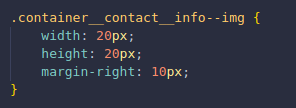 .container__contact__info--img {
    width: 20px;
    height: 20px;
    margin-right: 10px;
}